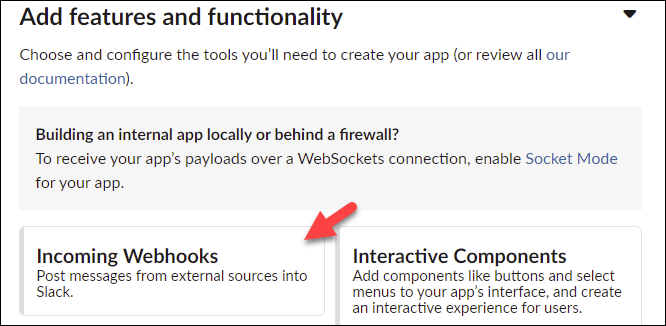 Add features and functionality
Choose and configure the tools you’ll need to create your app (or review all our
documentation).
Building an internal app locally or behind a firewall?
To receive your app’s payloads over a WebSockets connection, enable Socket Mode
for your app.
Incoming Webhooks
Post messages from external sources into
Slack.
Interactive Components
Add components like buttons and select
menus to your app’s interface, and create
an interactive experience for users.